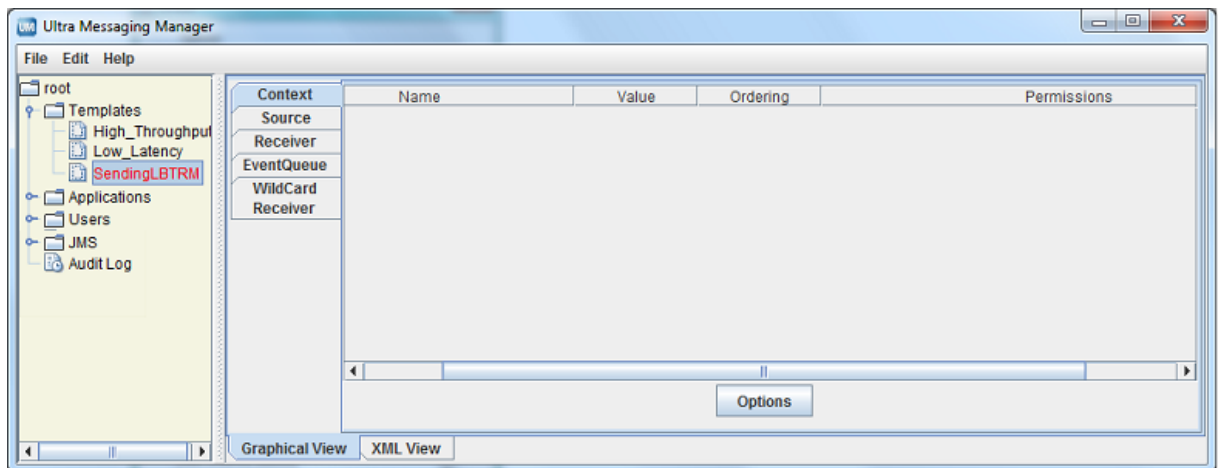 UM Ultra Messaging Manager
File Edit Help
root
Templates
High_Throughput
Low_Latency
SendingLBTRM
Applications
Users
JMS
Audit Log
Context
Source
Receiver
EventQueue
WildCard
Receiver
Name Value Ordering Permissions
Options
Graphical View XML View